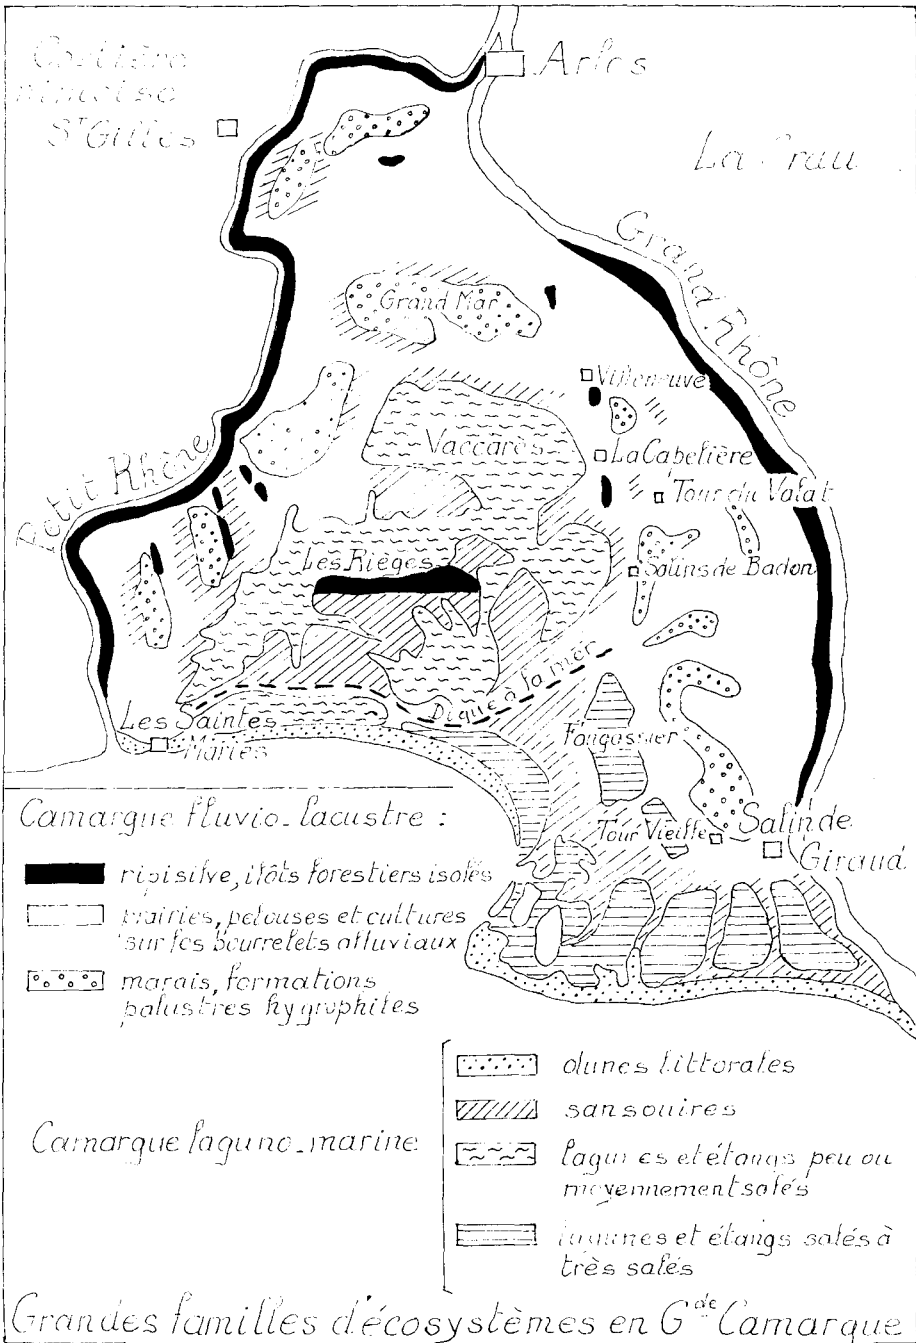 Costière
nimoise
St Gilles
Arles
La Crau
Grand Rhône
Grand Mar
Villeneuve
Vaccarès
La Capelière
Petit Rhône
Tour du Valat
Les Rièges
Salins de Badon
Digue à la mer
Les Saintes
Maries
Fangassier
Tour Vieille
Salin de
Giraud
Camargue fluvio-lacustre :
ripisilve, ilôts forestiers isolés
prairies, pelouses et cultures
sur les bourrelets alluviaux
marais, formations
palustres hygrophiles
dunes littorales
sansouires
Camargue laguno-marine
lagunes et étangs peu ou
moyennement salés
lagunes et étangs salés à
très salés
Grandes familles d'écosystèmes en Gde Camargue